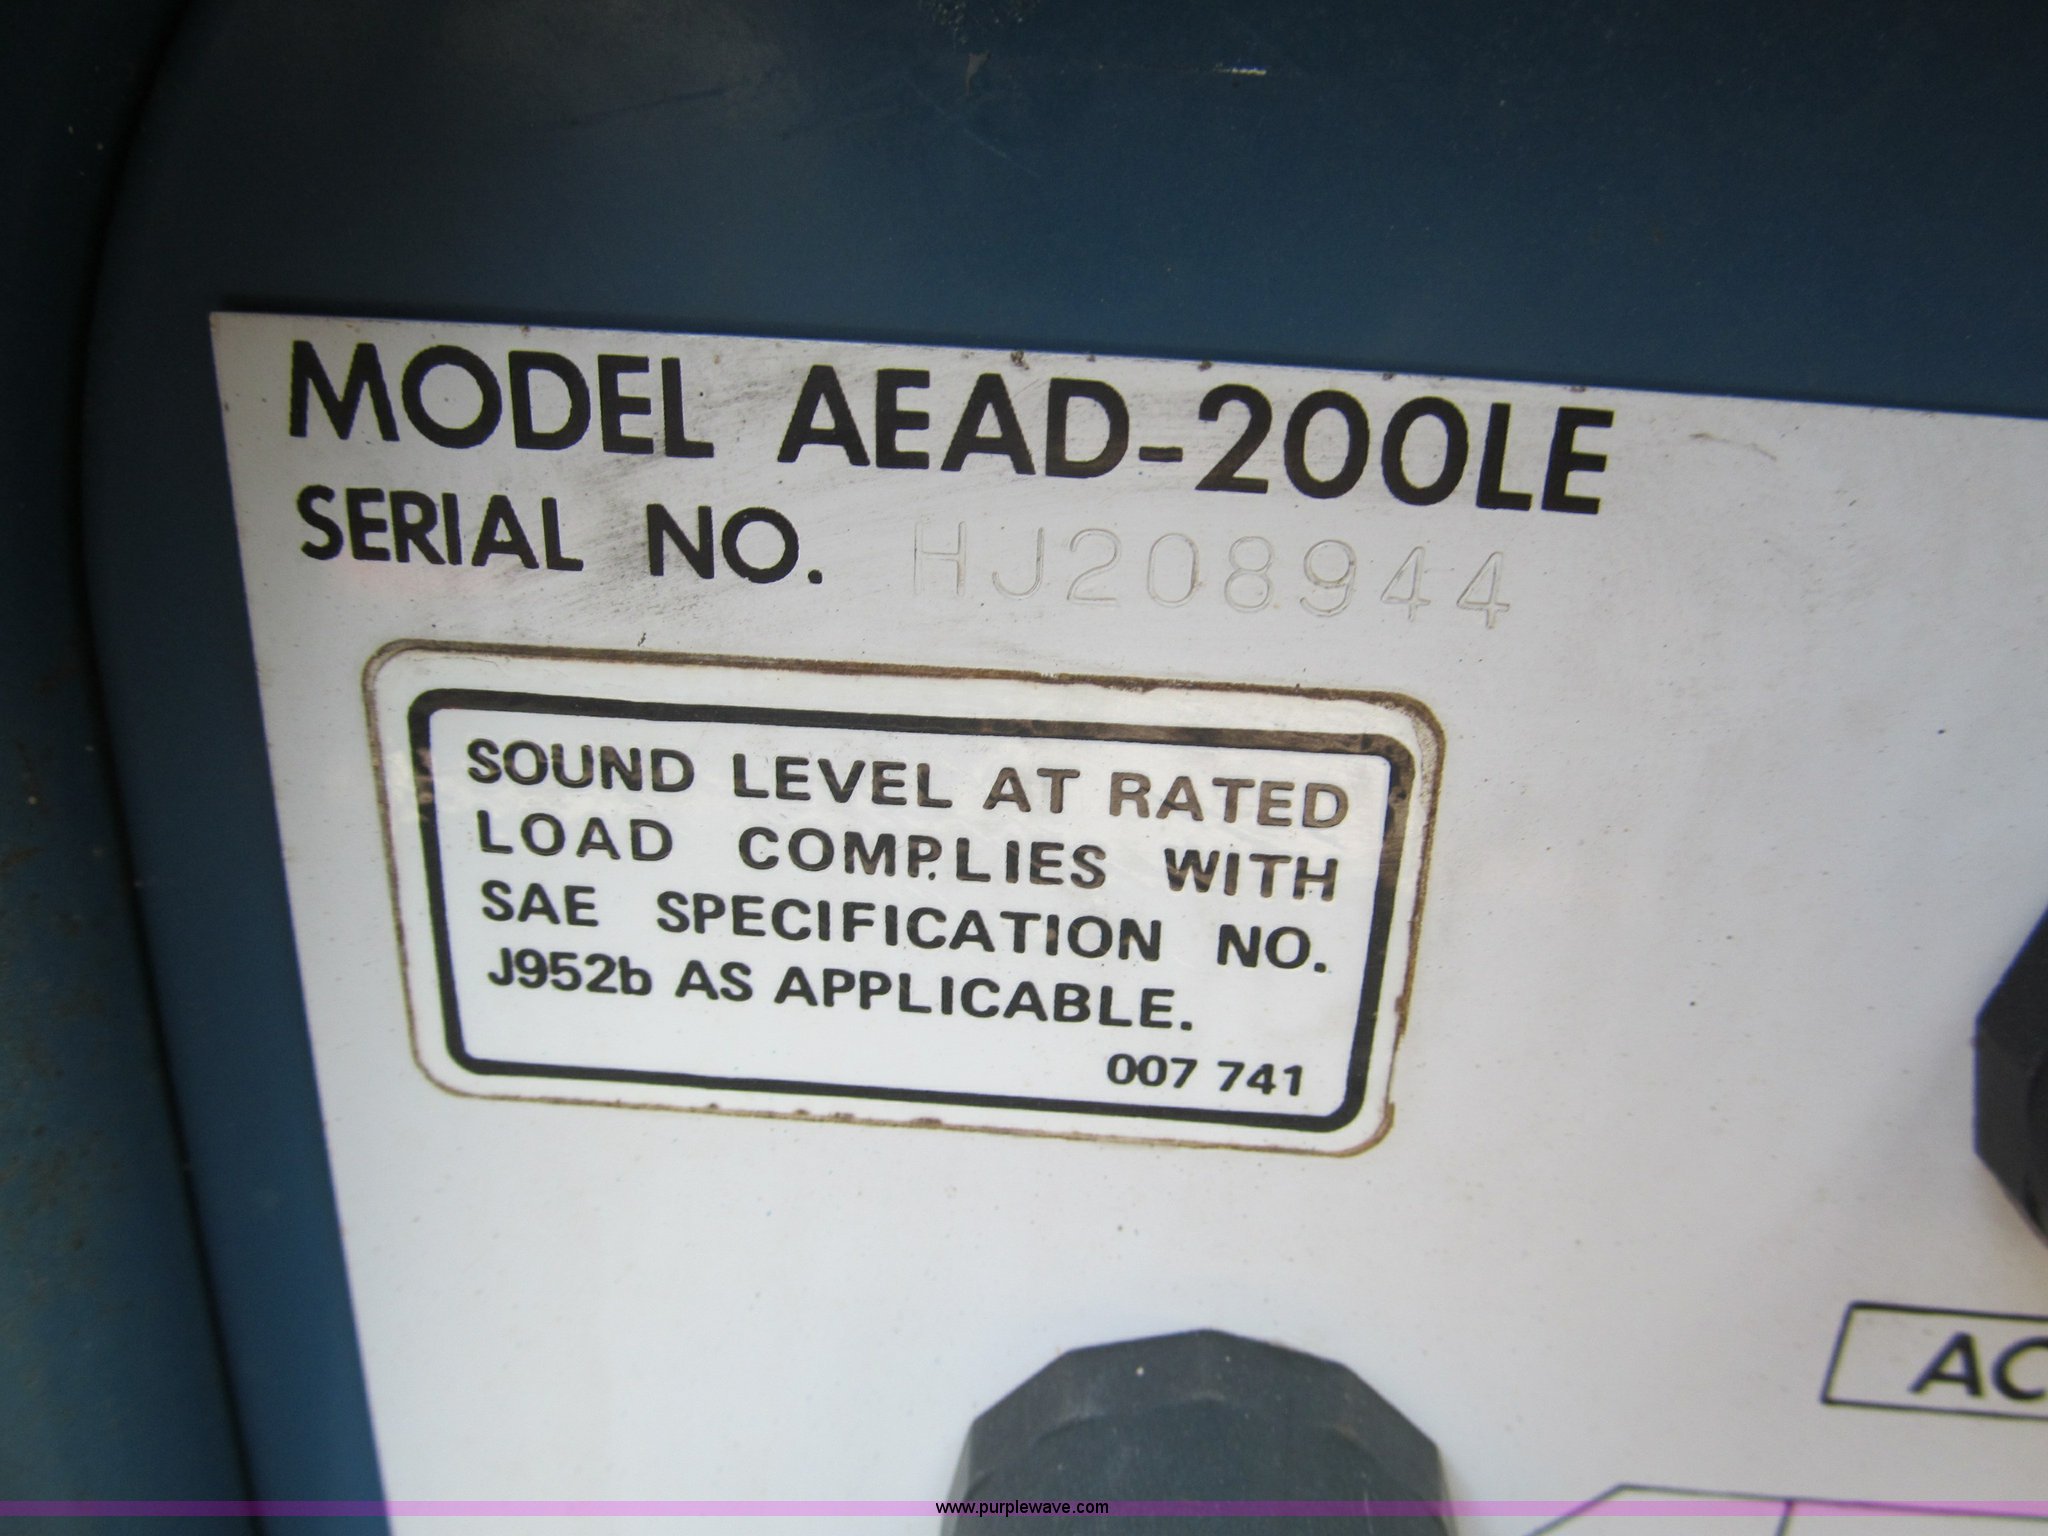 MODEL AEAD-200LE
SERIAL NO. HJ208944
SOUND LEVEL AT RATED
LOAD COMPLIES WITH
SAE SPECIFICATION NO.
J952b AS APPLICABLE.
007 741
AC
www.purplewave.com